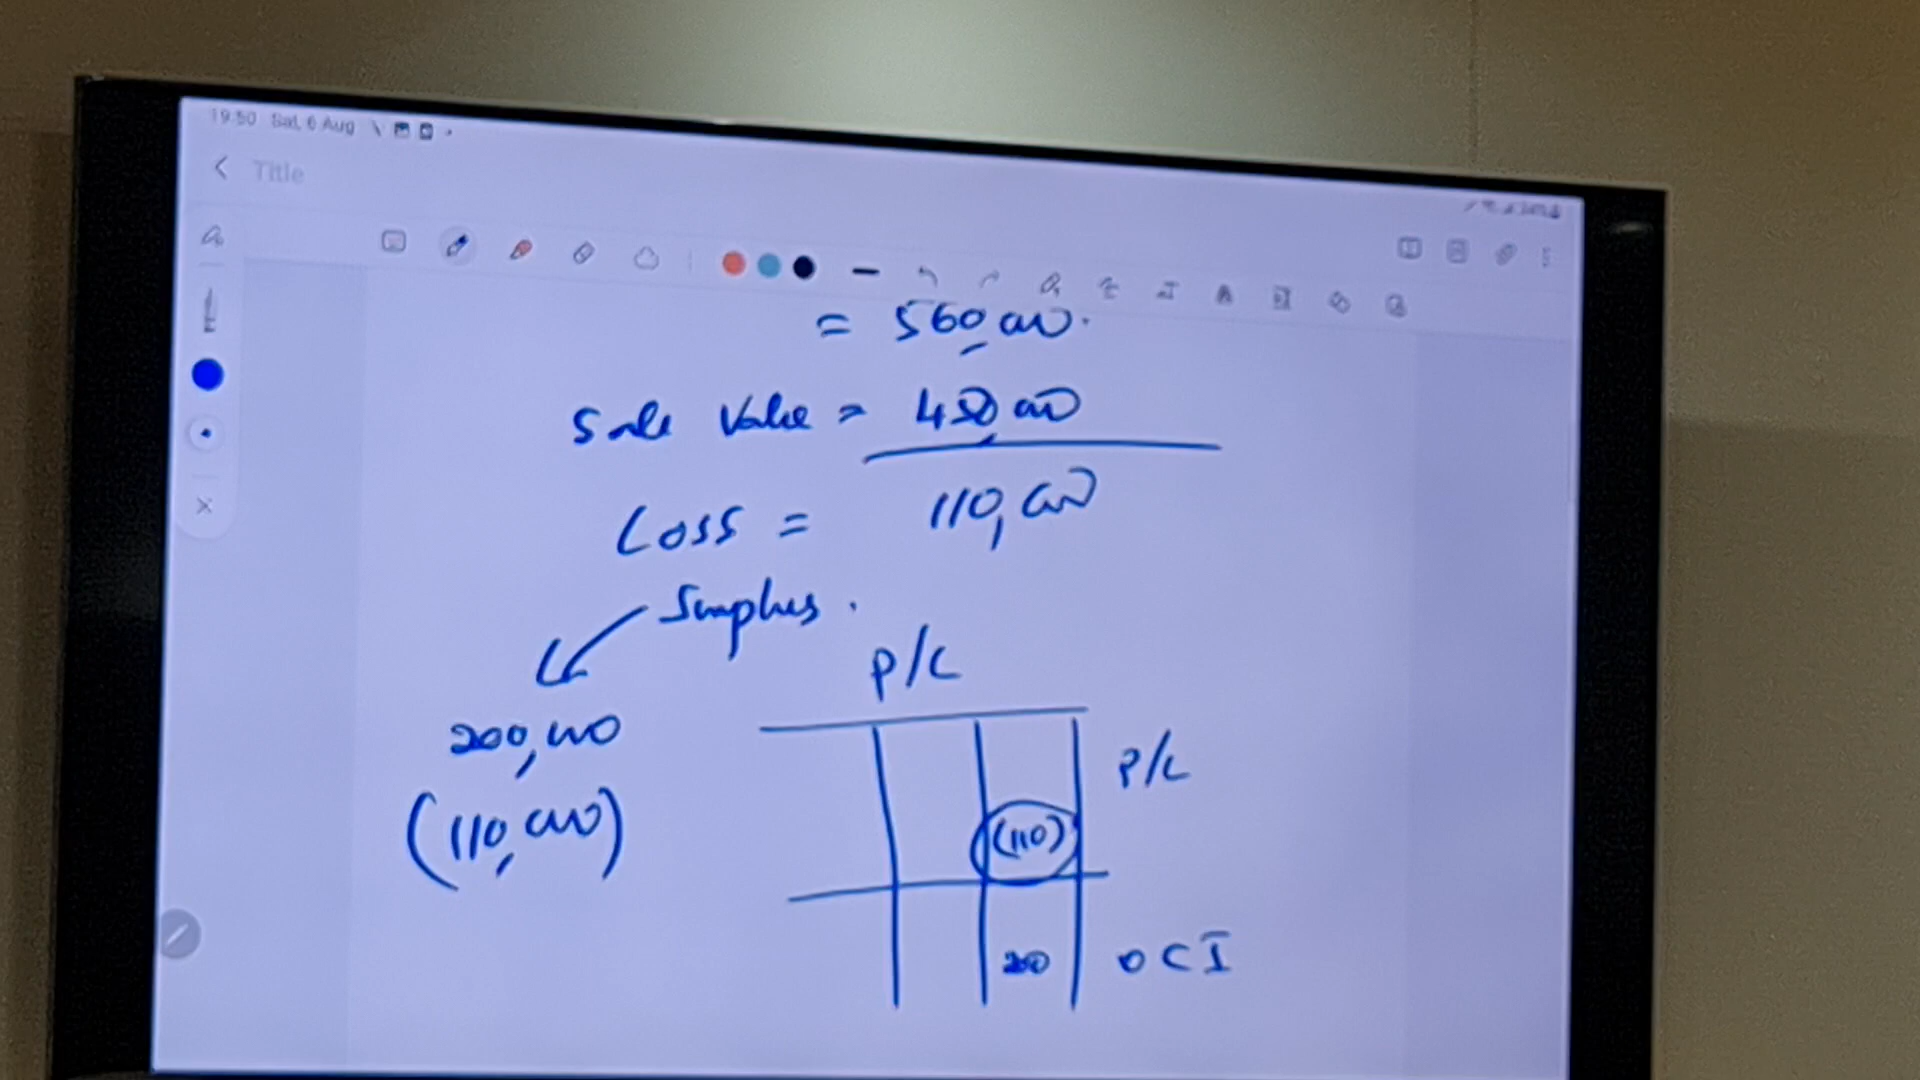 19:50 Sat, 6 Aug
Title
= 560,000.
Sale Value = 450,000
Loss = 110,000
Surplus.
P/L
200,000
P/L
(110,000)
(110)
200 OCI